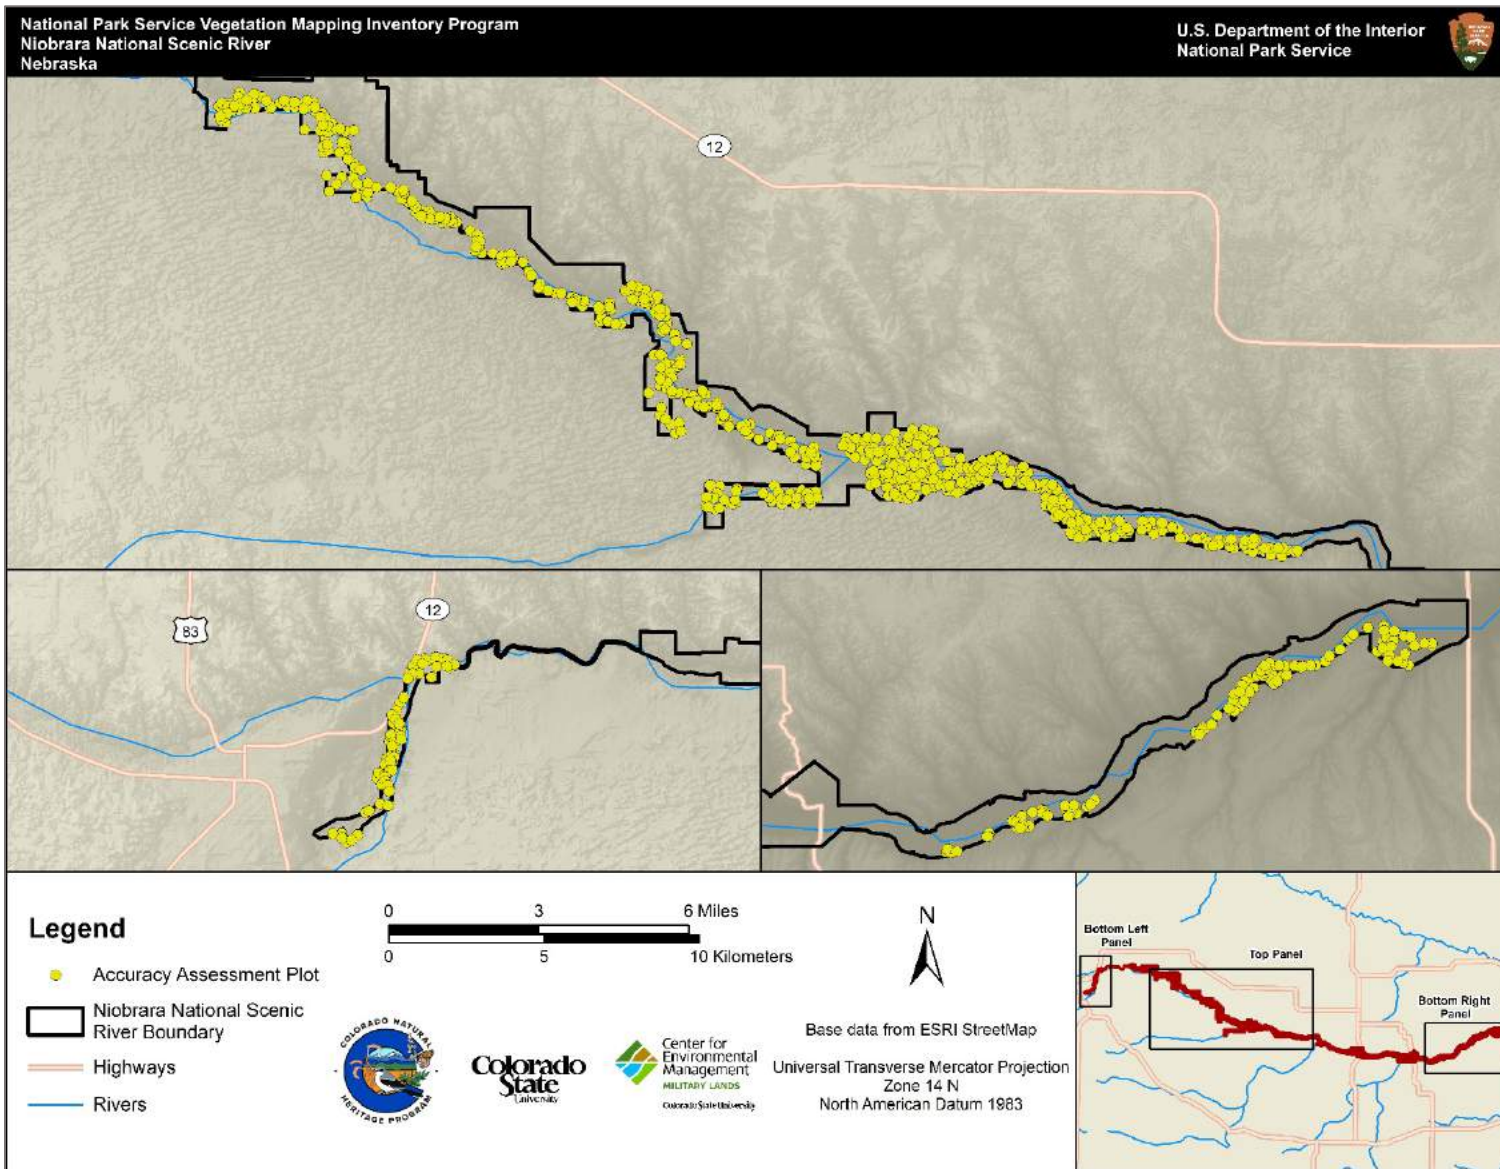 National Park Service Vegetation Mapping Inventory Program
Niobrara National Scenic River
Nebraska
U.S. Department of the Interior
National Park Service
12
83
12
Legend
Accuracy Assessment Plot
Niobrara National Scenic
River Boundary
Highways
Rivers
0 3 6 Miles
0 5 10 Kilometers
N
COLORADO NATURAL
HERITAGE PROGRAM
Colorado
State
University
Center for
Environmental
Management
MILITARY LANDS
Colorado State University
Base data from ESRI StreetMap
Universal Transverse Mercator Projection
Zone 14 N
North American Datum 1983
Bottom Left
Panel
Top Panel
Bottom Right
Panel